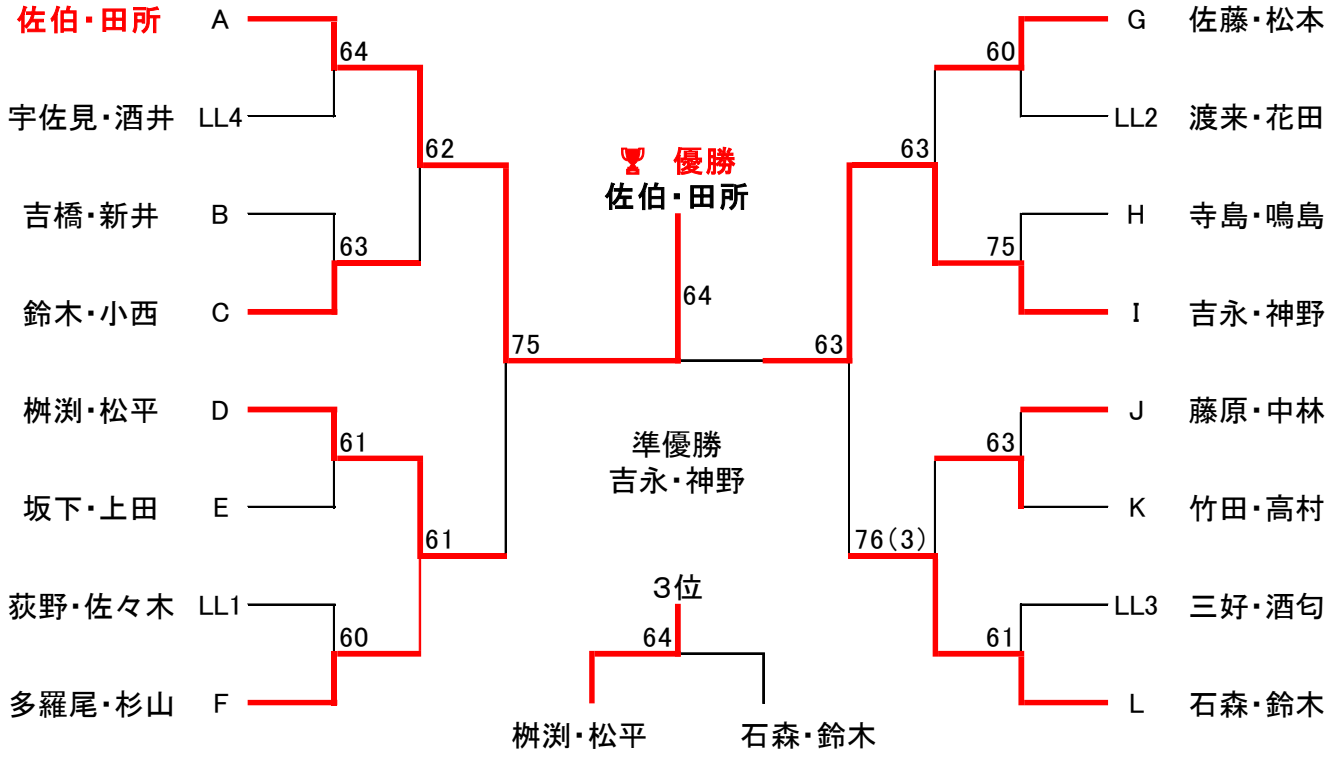 佐伯・田所 A
64
宇佐見・酒井 LL4
62
吉橋・新井 B
63
鈴木・小西 C
75
桝渕・松平 D
61
坂下・上田 E
61
荻野・佐々木 LL1
60
多羅尾・杉山 F
優勝
佐伯・田所
64
準優勝
吉永・神野
3位
64
桝渕・松平 石森・鈴木
G 佐藤・松本
60
LL2 渡来・花田
63
H 寺島・鳴島
75
I 吉永・神野
63
J 藤原・中林
63
K 竹田・高村
76(3)
LL3 三好・酒匂
61
L 石森・鈴木